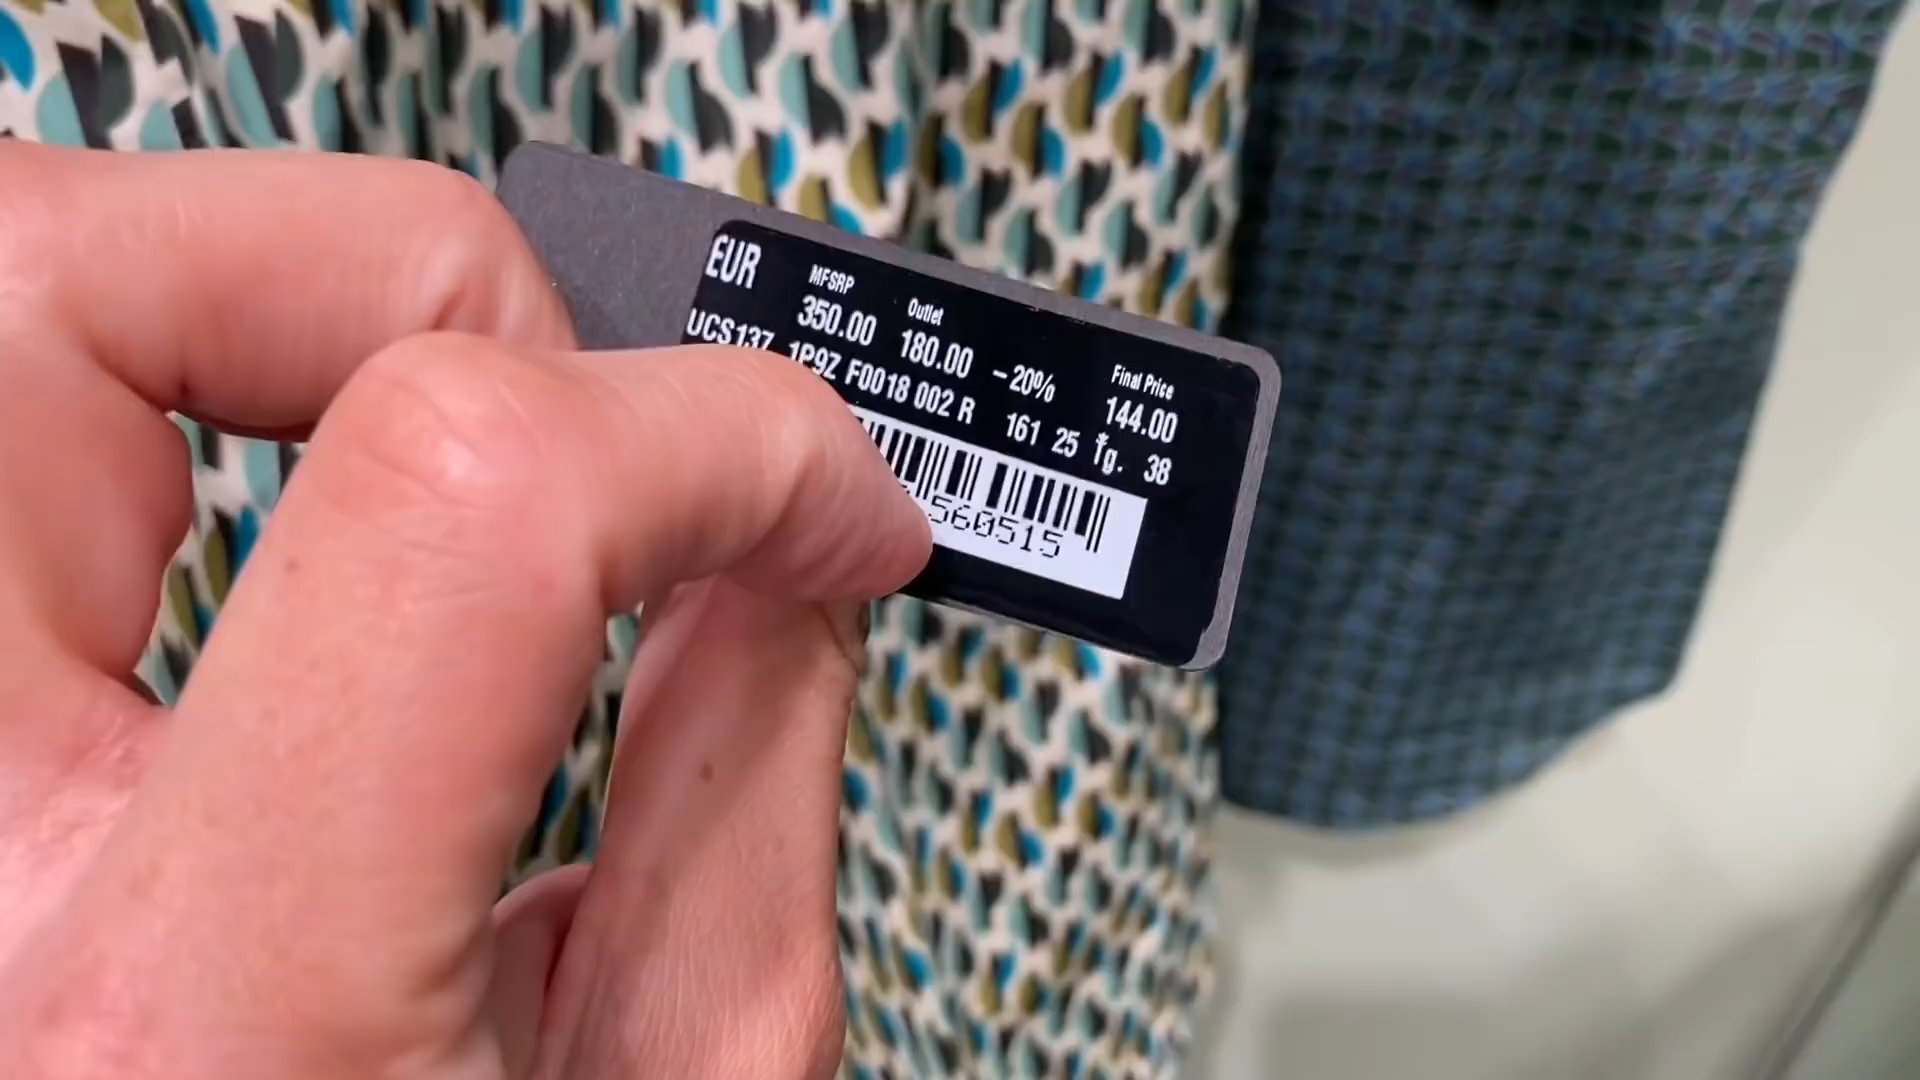 EUR MFSRP Outlet Final Price
350.00 180.00 -20% 144.00
UCS137 1P9Z F0018 002 R 161 25 Tg. 38
560515